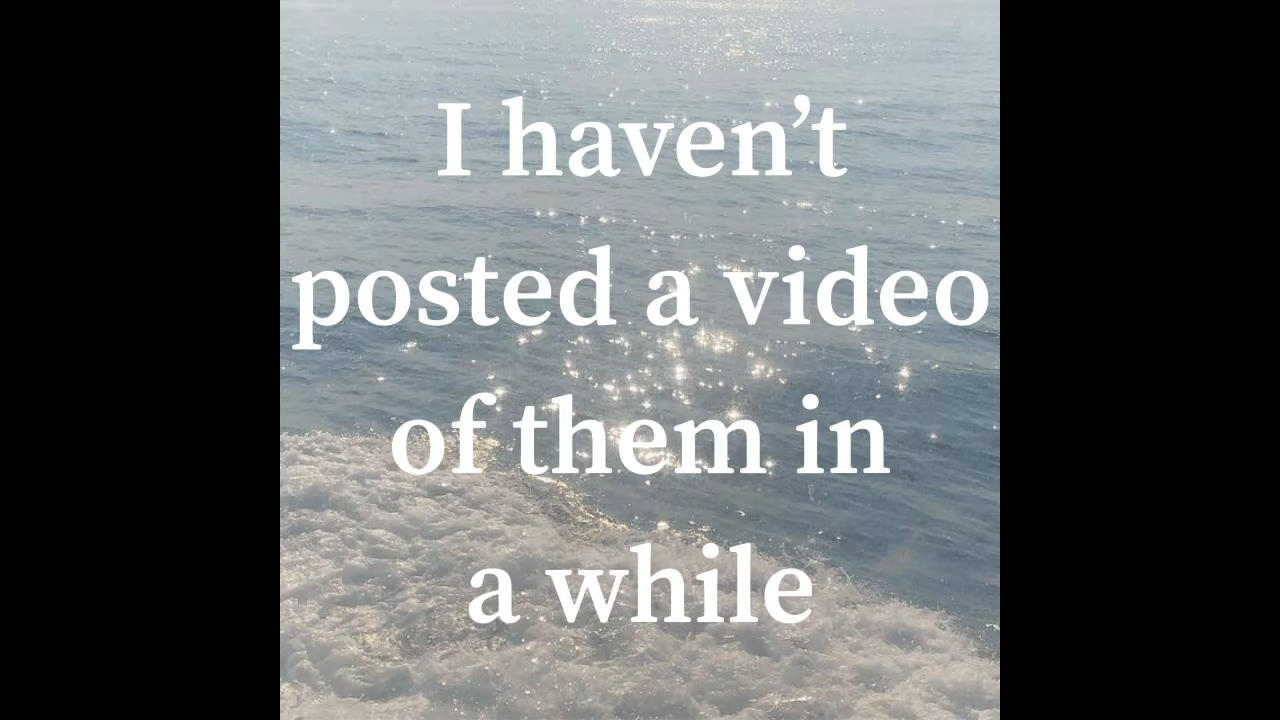 I haven’t
posted a video
of them in
a while